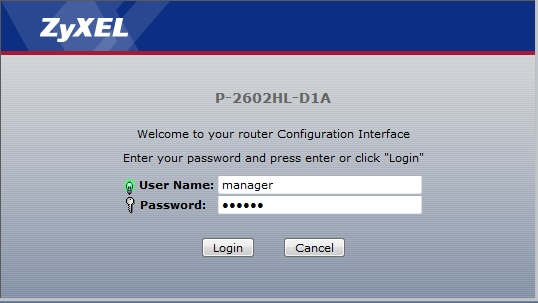 ZyXEL
P-2602HL-D1A
Welcome to your router Configuration Interface
Enter your password and press enter or click "Login"
User Name: manager
Password: ••••••
Login Cancel